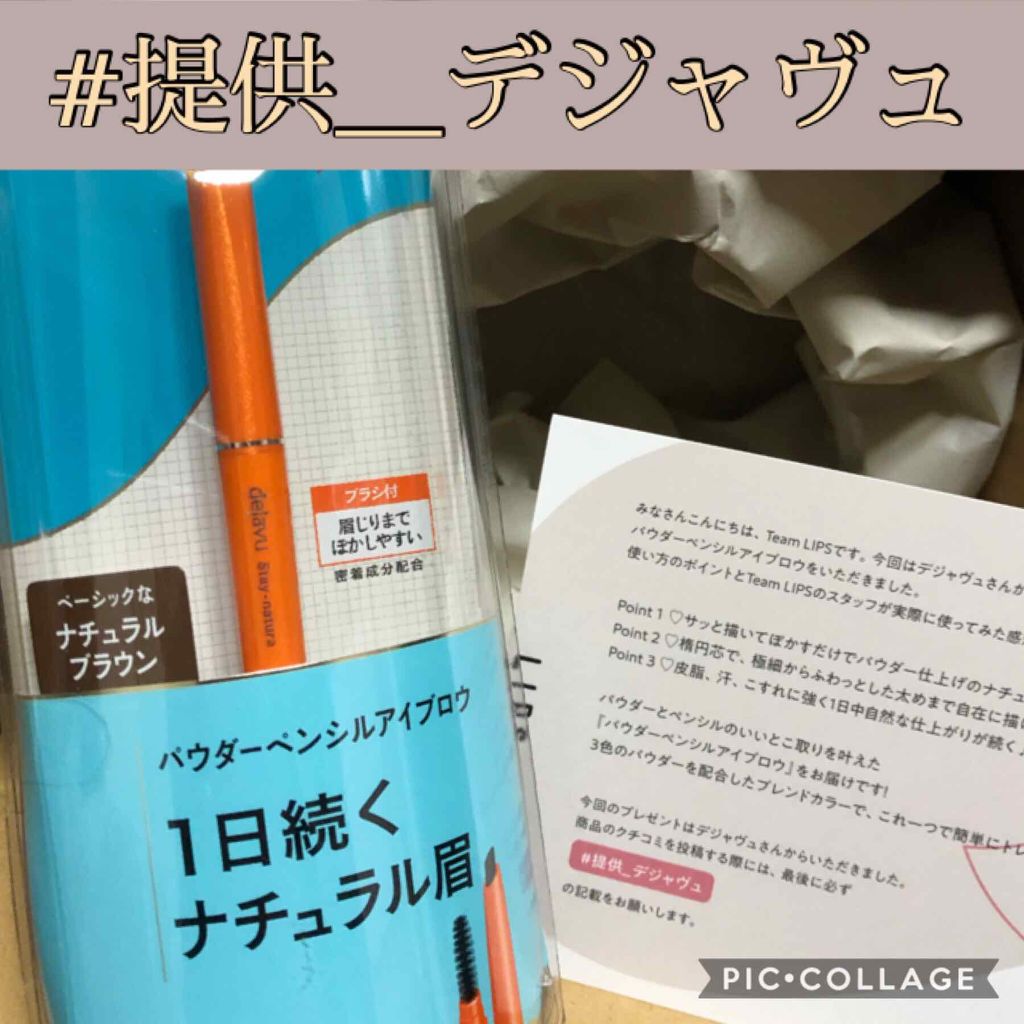 #提供__デジャヴュ
dejavu stay-natura
ブラシ付
眉じりまで
ぼかしやすい
密着成分配合
ベーシックな
ナチュラル
ブラウン
パウダーペンシルアイブロウ
1日続く
ナチュラル眉
みなさんこんにちは、Team LIPSです。今回はデジャヴュさんか
パウダーペンシルアイブロウをいただきました。
使い方のポイントとTeam LIPSのスタッフが実際に使ってみた感
Point 1 ♡サッと描いてぼかすだけでパウダー仕上げのナチュ
Point 2 ♡楕円芯で、極細からふわっとした太めまで自在に描け
Point 3 ♡皮脂、汗、こすれに強く1日中自然な仕上がりが続く
パウダーとペンシルのいいとこ取りを叶えた
『パウダーペンシルアイブロウ』をお届けです!
3色のパウダーを配合したブレンドカラーで、これ一つで簡単にトレ
今回のプレゼントはデジャヴュさんからいただきました。
商品のクチコミを投稿する際には、最後に必ず
#提供_デジャヴュ
の記載をお願いします。
PIC•COLLAGE